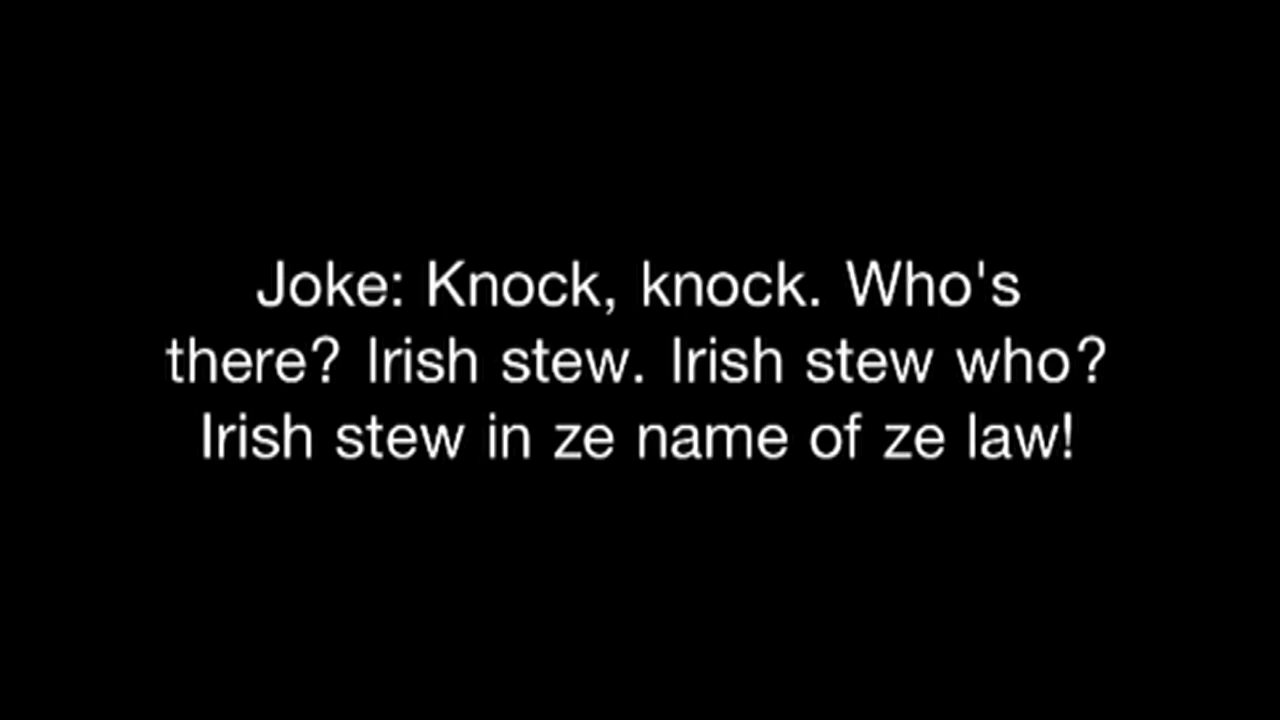 Joke: Knock, knock. Who's
there? Irish stew. Irish stew who?
Irish stew in ze name of ze law!